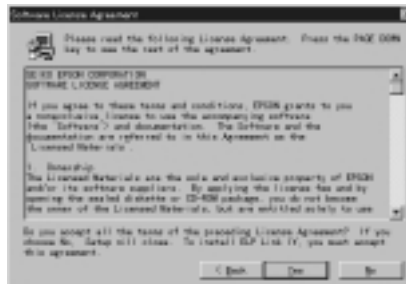 Software License Agreement
Please read the following License Agreement. Press the PAGE DOWN
key to see the rest of the agreement.
SEIKO EPSON CORPORATION
SOFTWARE LICENSE AGREEMENT
If you agree to these terms and conditions, EPSON grants to you
a nonexclusive license to use the accompanying software
(the 'Software') and documentation. The Software and the
documentation are referred to in this Agreement as the
'Licensed Materials'.
1. Ownership
The Licensed Materials are the sole and exclusive property of EPSON
and/or its software suppliers. By paying the license fee and by
opening the sealed diskette or CD-ROM package, you do not become
the owner of the Licensed Materials, but are entitled solely to use
Do you accept all the terms of the preceding License Agreement? If you
choose No, Setup will close. To install ELP Link IV, you must accept
this agreement.
< Back
Yes
No